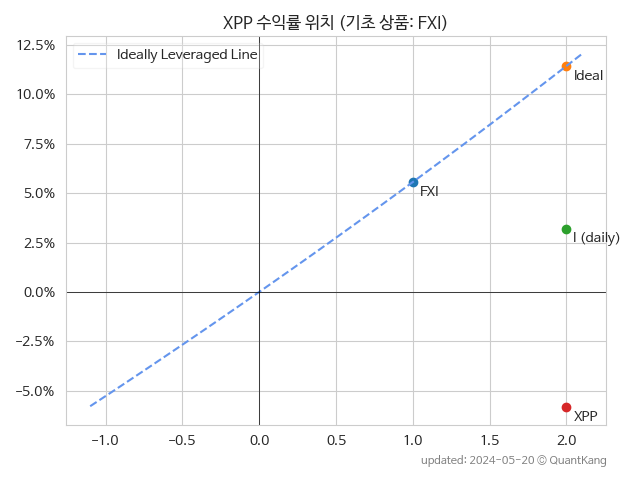 XPP 수익률 위치 (기초 상품: FXI)
12.5%
Ideally Leveraged Line
10.0%
Ideal
7.5%
5.0%
FXI
2.5%
I (daily)
0.0%
−2.5%
−5.0%
XPP
−1.0 −0.5 0.0 0.5 1.0 1.5 2.0
updated: 2024-05-20 © QuantKang